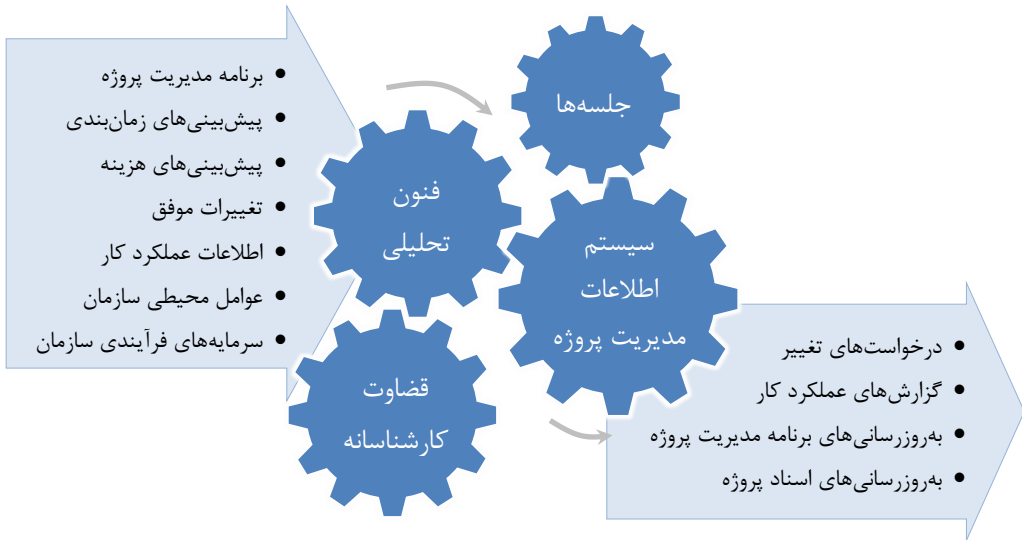 برنامه مدیریت پروژه
پیش‌بینی‌های زمان‌بندی
پیش‌بینی‌های هزینه
تغییرات موفق
اطلاعات عملکرد کار
عوامل محیطی سازمان
سرمایه‌های فرآیندی سازمان
جلسه‌ها
فنون
تحلیلی
سیستم
اطلاعات
مدیریت پروژه
قضاوت
کارشناسانه
درخواست‌های تغییر
گزارش‌های عملکرد کار
به‌روزرسانی‌های برنامه مدیریت پروژه
به‌روزرسانی‌های اسناد پروژه